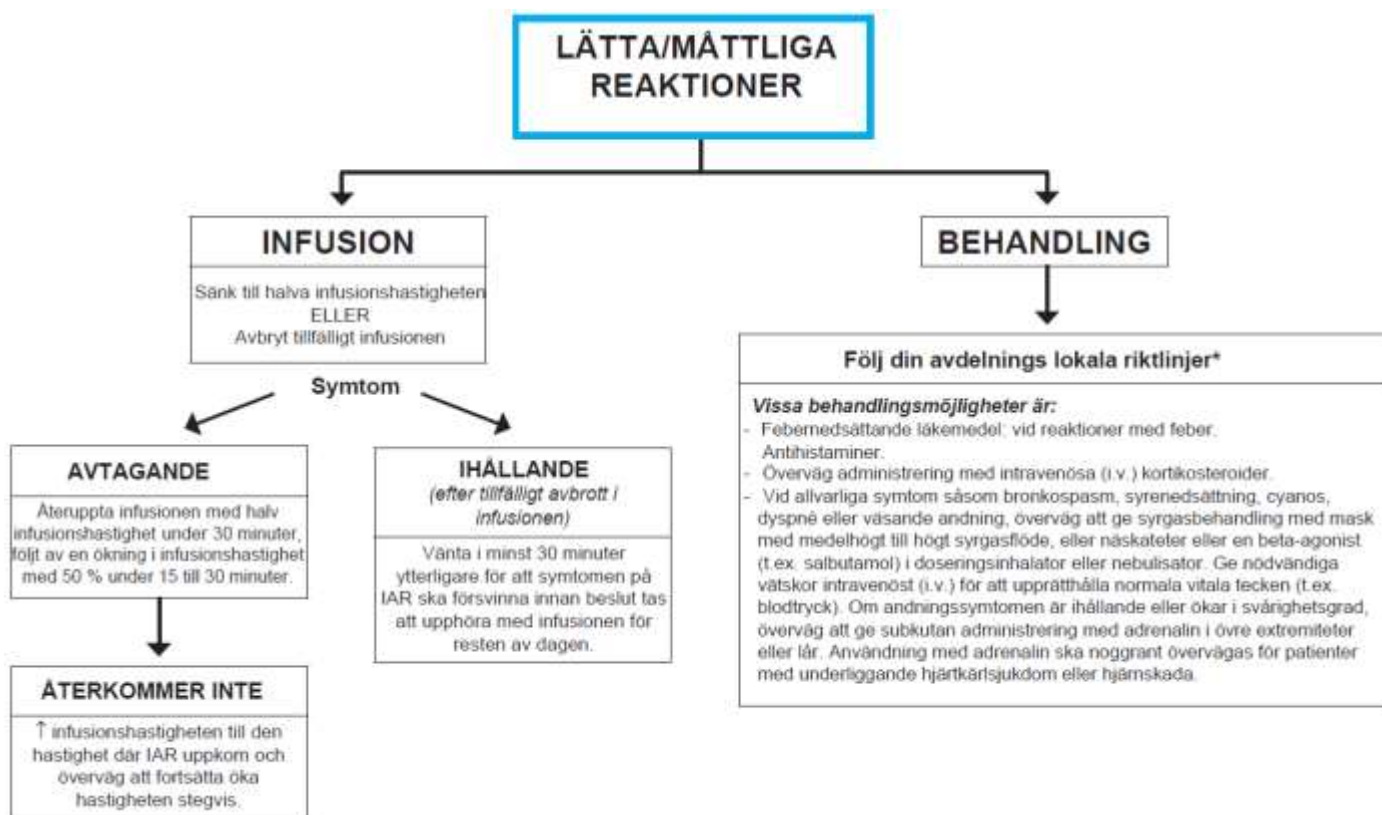 LÄTTA/MÅTTLIGA
REAKTIONER
INFUSION
Sänk till halva infusionshastigheten
ELLER
Avbryt tillfälligt infusionen
Symtom
AVTAGANDE
Återuppta infusionen med halv
infusionshastighet under 30 minuter,
följt av en ökning i infusionshastighet
med 50 % under 15 till 30 minuter.
ÅTERKOMMER INTE
↑ infusionshastigheten till den
hastighet där IAR uppkom och
överväg att fortsätta öka
hastigheten stegvis.
IHÅLLANDE
(efter tillfälligt avbrott i
infusionen)
Vänta i minst 30 minuter
ytterligare för att symtomen på
IAR ska försvinna innan beslut tas
att upphöra med infusionen för
resten av dagen.
BEHANDLING
Följ din avdelnings lokala riktlinjer*
Vissa behandlingsmöjligheter är:
- Febernedsättande läkemedel: vid reaktioner med feber.
Antihistaminer.
- Överväg administrering med intravenösa (i.v.) kortikosteroider.
- Vid allvarliga symtom såsom bronkospasm, syrenedsättning, cyanos,
dyspné eller väsande andning, överväg att ge syrgasbehandling med mask
med medelhögt till högt syrgasflöde, eller näskateter eller en beta-agonist
(t.ex. salbutamol) i doseringsinhalator eller nebulisator. Ge nödvändiga
vätskor intravenöst (i.v.) för att upprätthålla normala vitala tecken (t.ex.
blodtryck). Om andningssymtomen är ihållande eller ökar i svårighetsgrad,
överväg att ge subkutan administrering med adrenalin i övre extremiteter
eller lår. Användning med adrenalin ska noggrant övervägas för patienter
med underliggande hjärtkärlsjukdom eller hjärnskada.